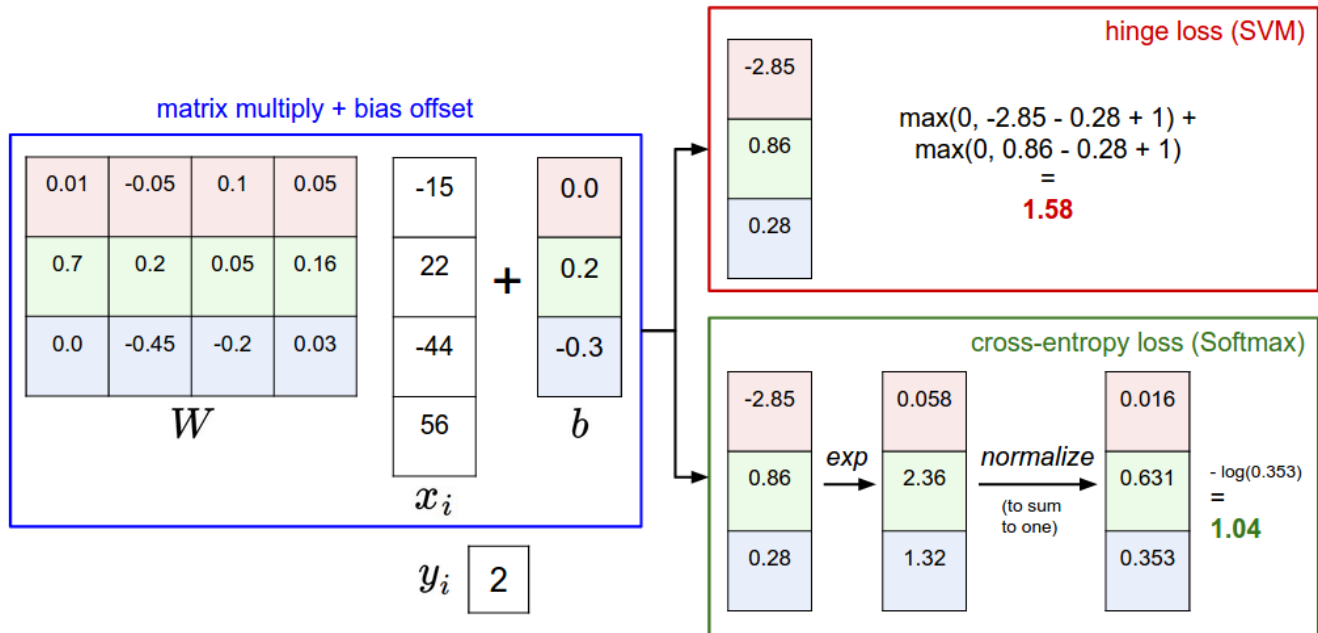 matrix multiply + bias offset
0.01 -0.05 0.1 0.05
0.7 0.2 0.05 0.16
0.0 -0.45 -0.2 0.03
W
-15
22
-44
56
x_i
+
0.0
0.2
-0.3
b
y_i 2
hinge loss (SVM)
-2.85
0.86
0.28
max(0, -2.85 - 0.28 + 1) +
max(0, 0.86 - 0.28 + 1)
=
1.58
cross-entropy loss (Softmax)
-2.85
0.86
0.28
exp
0.058
2.36
1.32
normalize
(to sum
to one)
0.016
0.631
0.353
- log(0.353)
=
1.04